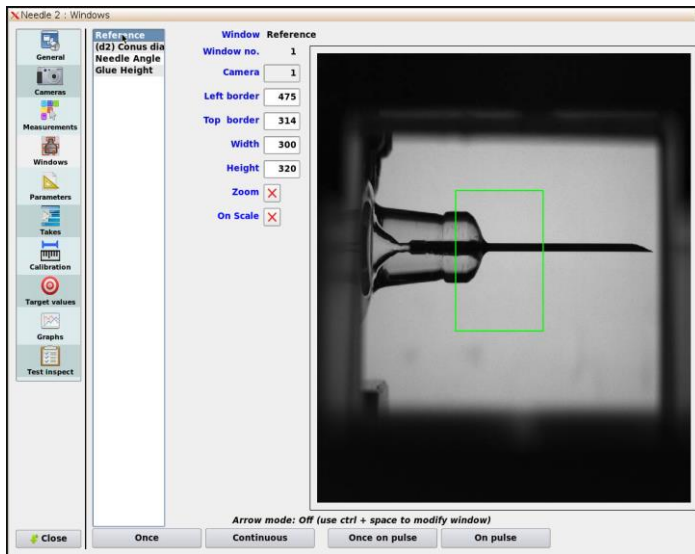 Needle 2 : Windows
General
Cameras
Measurements
Windows
Parameters
Takes
Calibration
Target values
Graphs
Test inspect
Close
Reference
(d2) Conus dia
Needle Angle
Glue Height
Window Reference
Window no. 1
Camera 1
Left border 475
Top border 314
Width 300
Height 320
Zoom
On Scale
Arrow mode: Off (use ctrl + space to modify window)
Once
Continuous
Once on pulse
On pulse